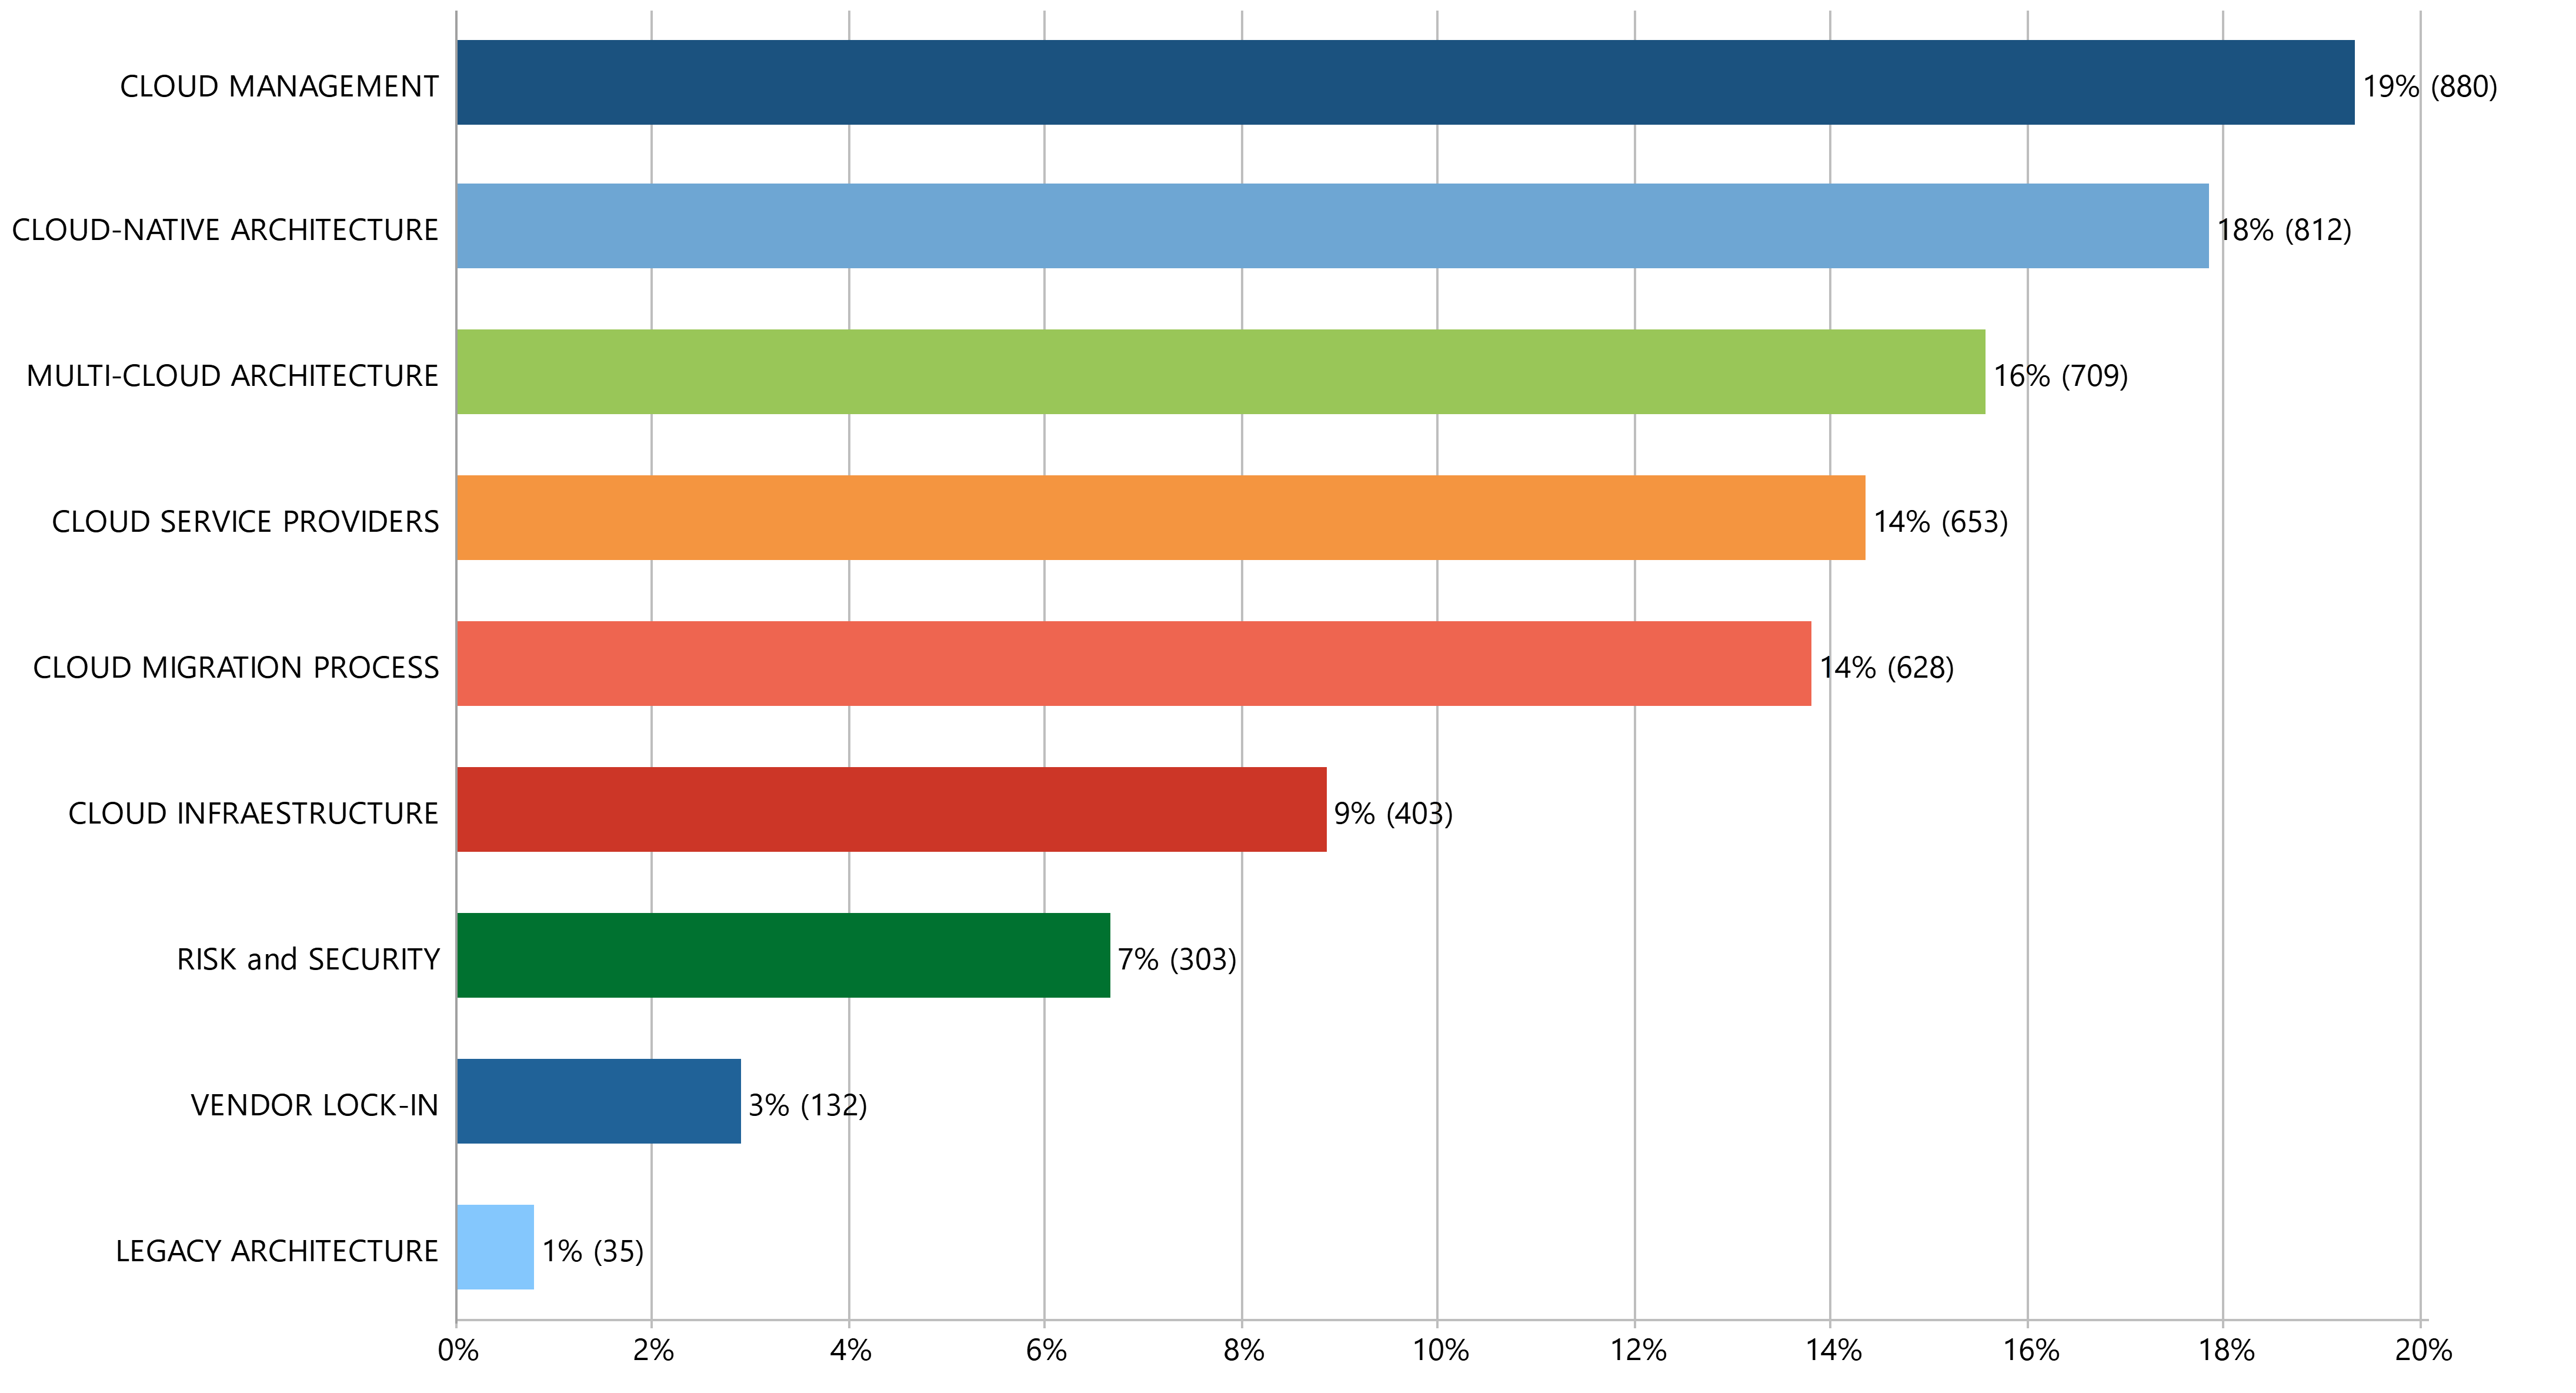 CLOUD MANAGEMENT 19% (880)
CLOUD-NATIVE ARCHITECTURE 18% (812)
MULTI-CLOUD ARCHITECTURE 16% (709)
CLOUD SERVICE PROVIDERS 14% (653)
CLOUD MIGRATION PROCESS 14% (628)
CLOUD INFRAESTRUCTURE 9% (403)
RISK and SECURITY 7% (303)
VENDOR LOCK-IN 3% (132)
LEGACY ARCHITECTURE 1% (35)
0% 2% 4% 6% 8% 10% 12% 14% 16% 18% 20%